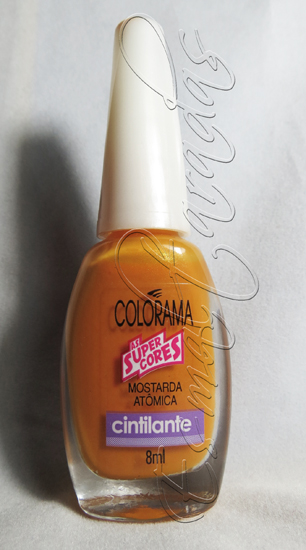 COLORAMA
AS
SUPER
CORES
MOSTARDA
ATÔMICA
cintilante
8ml